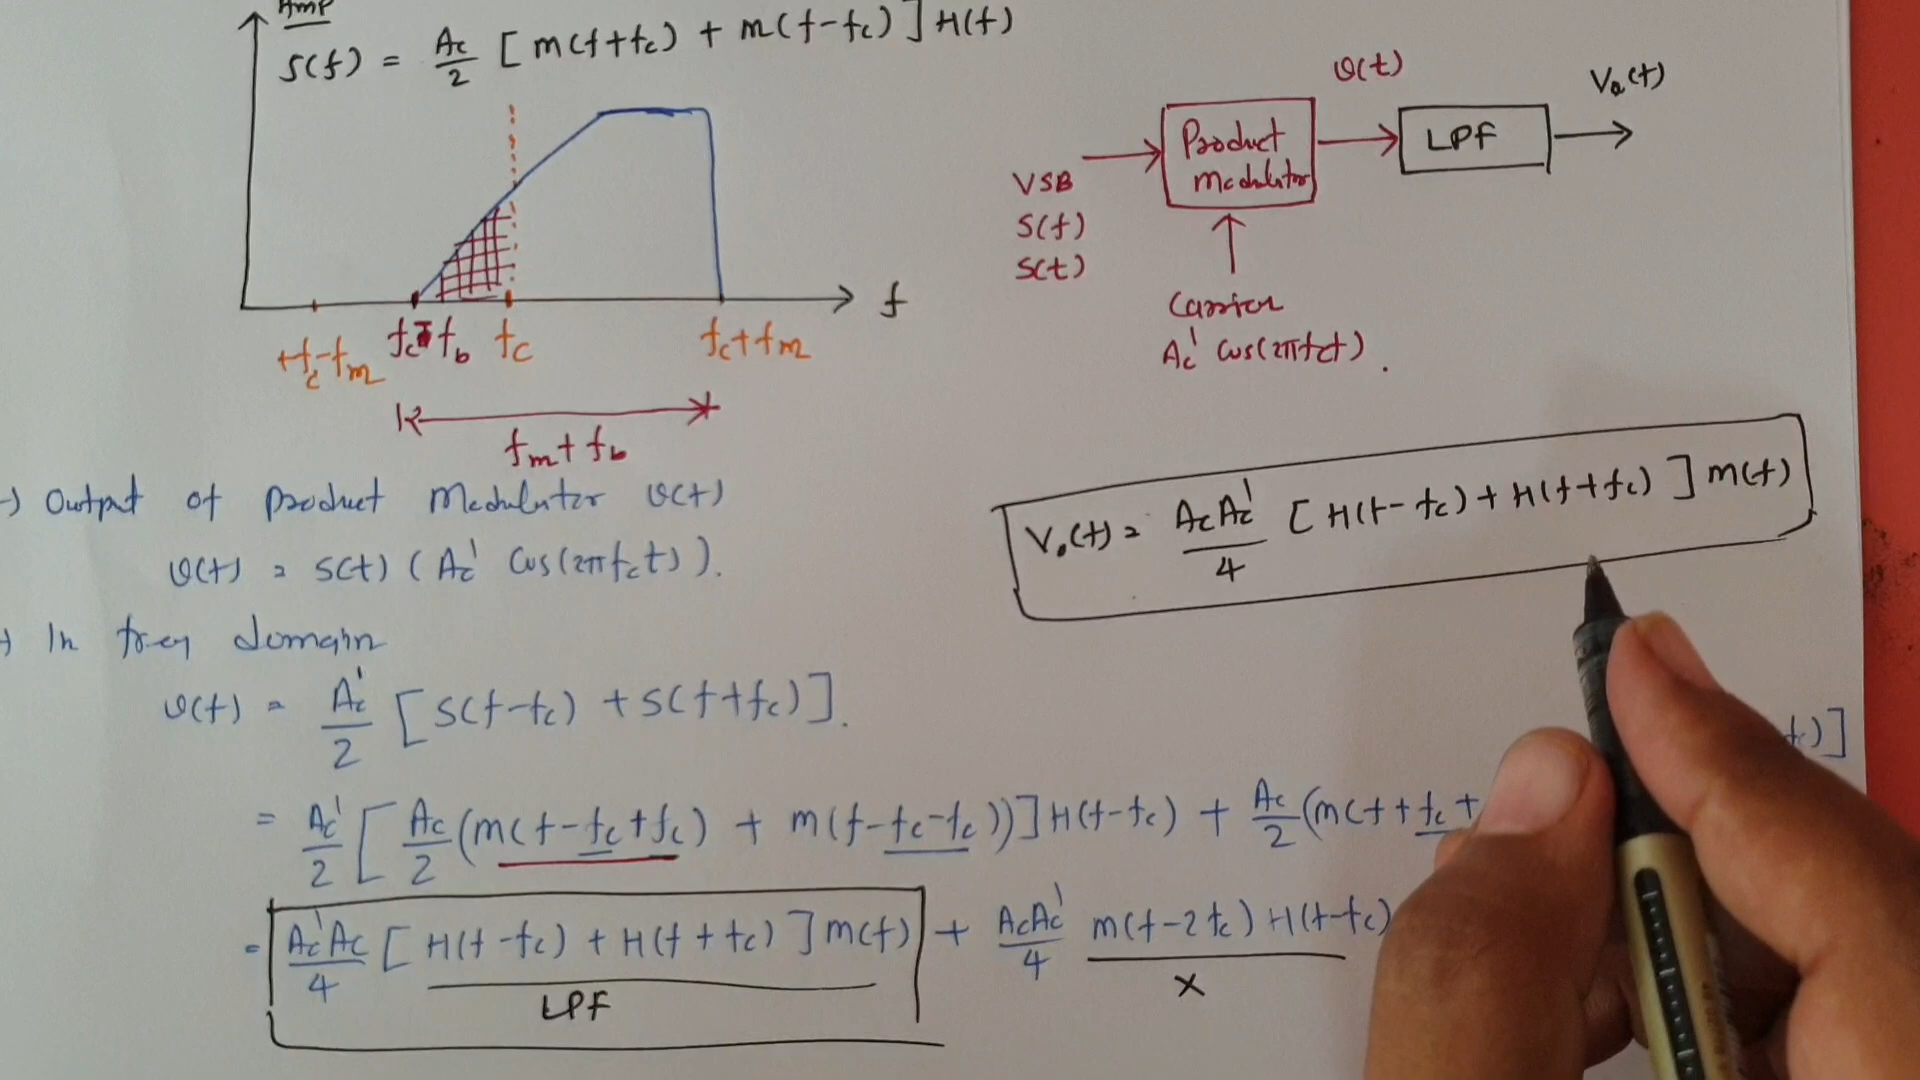 Amp
S(f) = Ac/2 [ m(f+fc) + m(f-fc) ] H(f)
f
fc-fm fc-fb fc fc+fm
fm + fb
VSB
S(f)
S(t)
Product
Modulator
Carrier
Ac' Cos(2πfct).
v(t)
LPF
Vo(t)
→ Output of Product Modulator v(t)
v(t) = S(t) ( Ac' Cos(2πfct) ).
→ In freq domain
v(f) = Ac'/2 [ S(f-fc) + S(f+fc) ].
= Ac'/2 [ Ac/2 (m(f-fc+fc) + m(f-fc-fc)) ] H(f-fc) + Ac/2 (m(f+fc+
fc)]
= Ac'Ac/4 [ H(f-fc) + H(f+fc) ] m(f) + AcAc'/4 m(f-2fc) H(f-fc)
LPF
x
Vo(f) = AcAc'/4 [ H(f-fc) + H(f+fc) ] m(f)